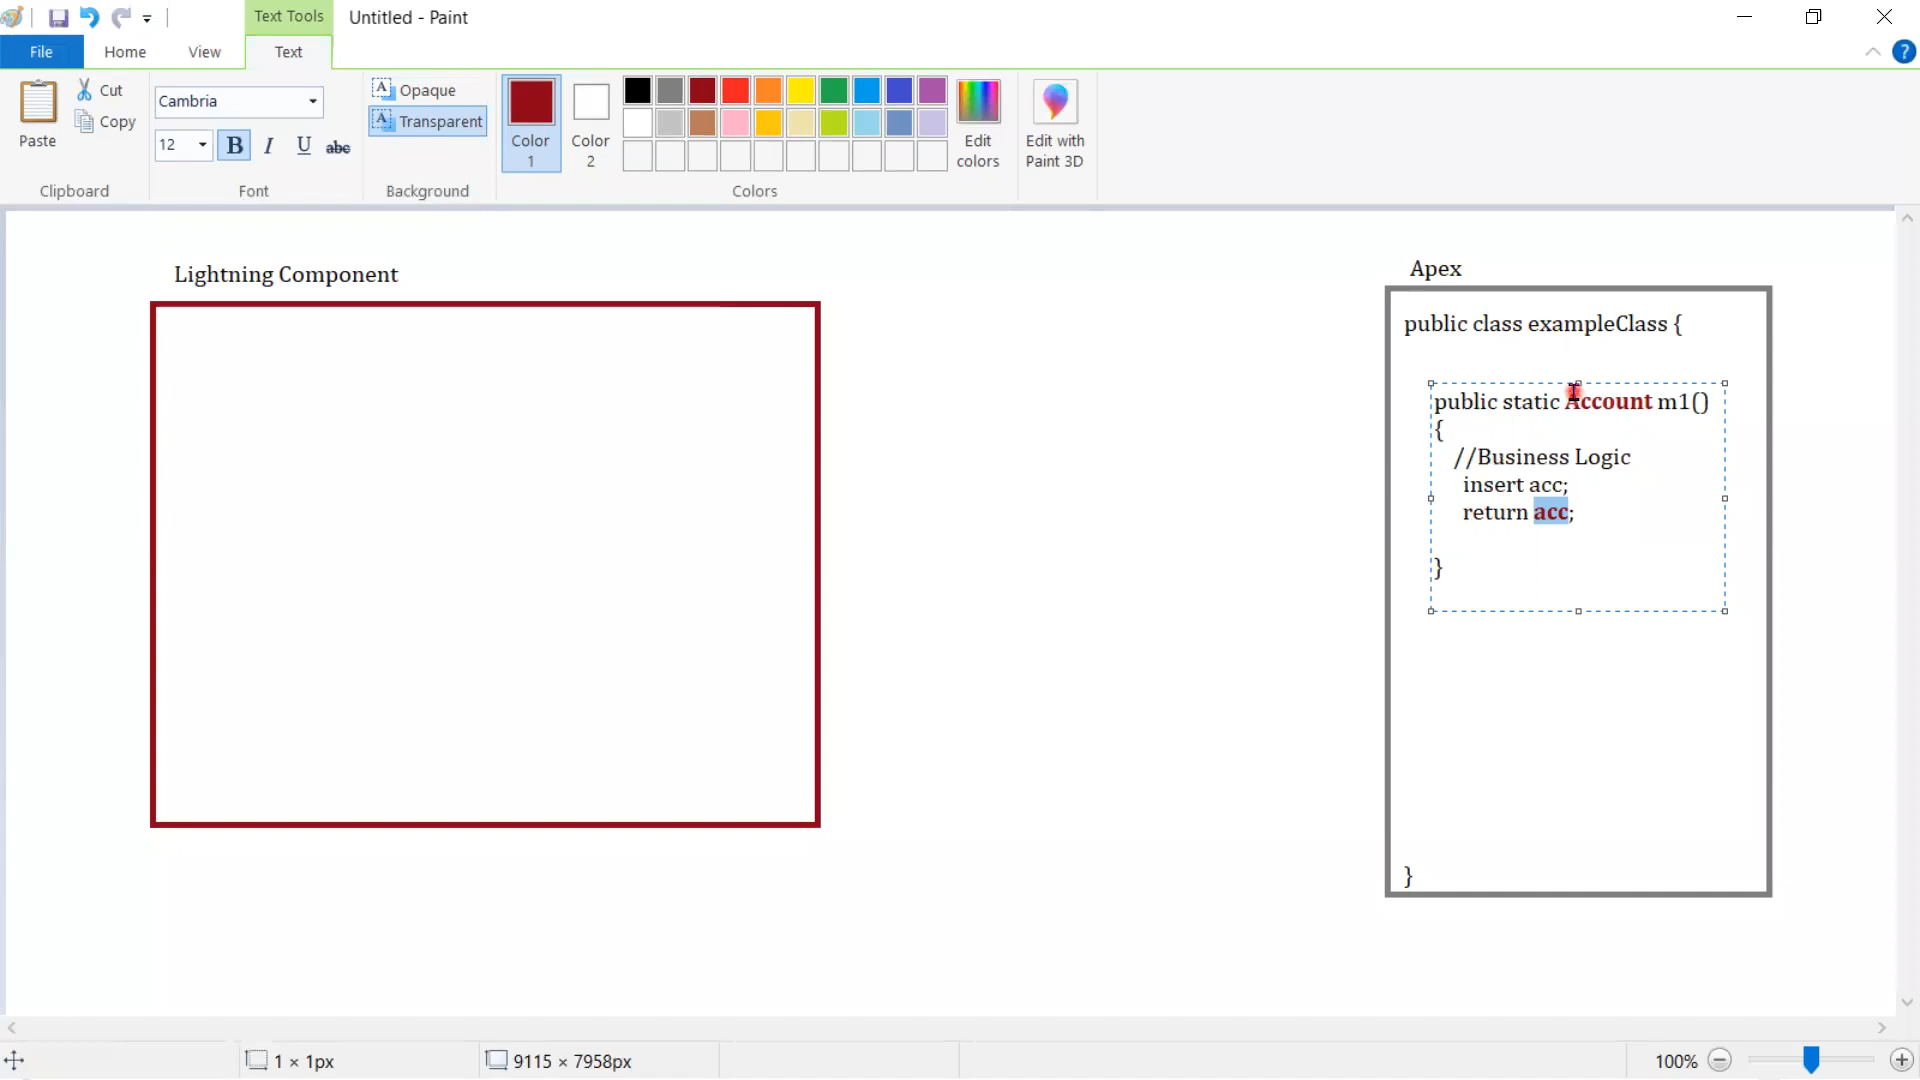 Text Tools
Untitled - Paint
File
Home
View
Text
Paste
Cut
Copy
Clipboard
Cambria
12
B
I
U
abc
Font
A Opaque
A Transparent
Background
Color
1
Color
2
Edit
colors
Colors
Edit with
Paint 3D
?
Lightning Component
Apex
public class exampleClass {
public static Account m1()
{
//Business Logic
insert acc;
return acc;
}
}
1 × 1px
9115 × 7958px
100%